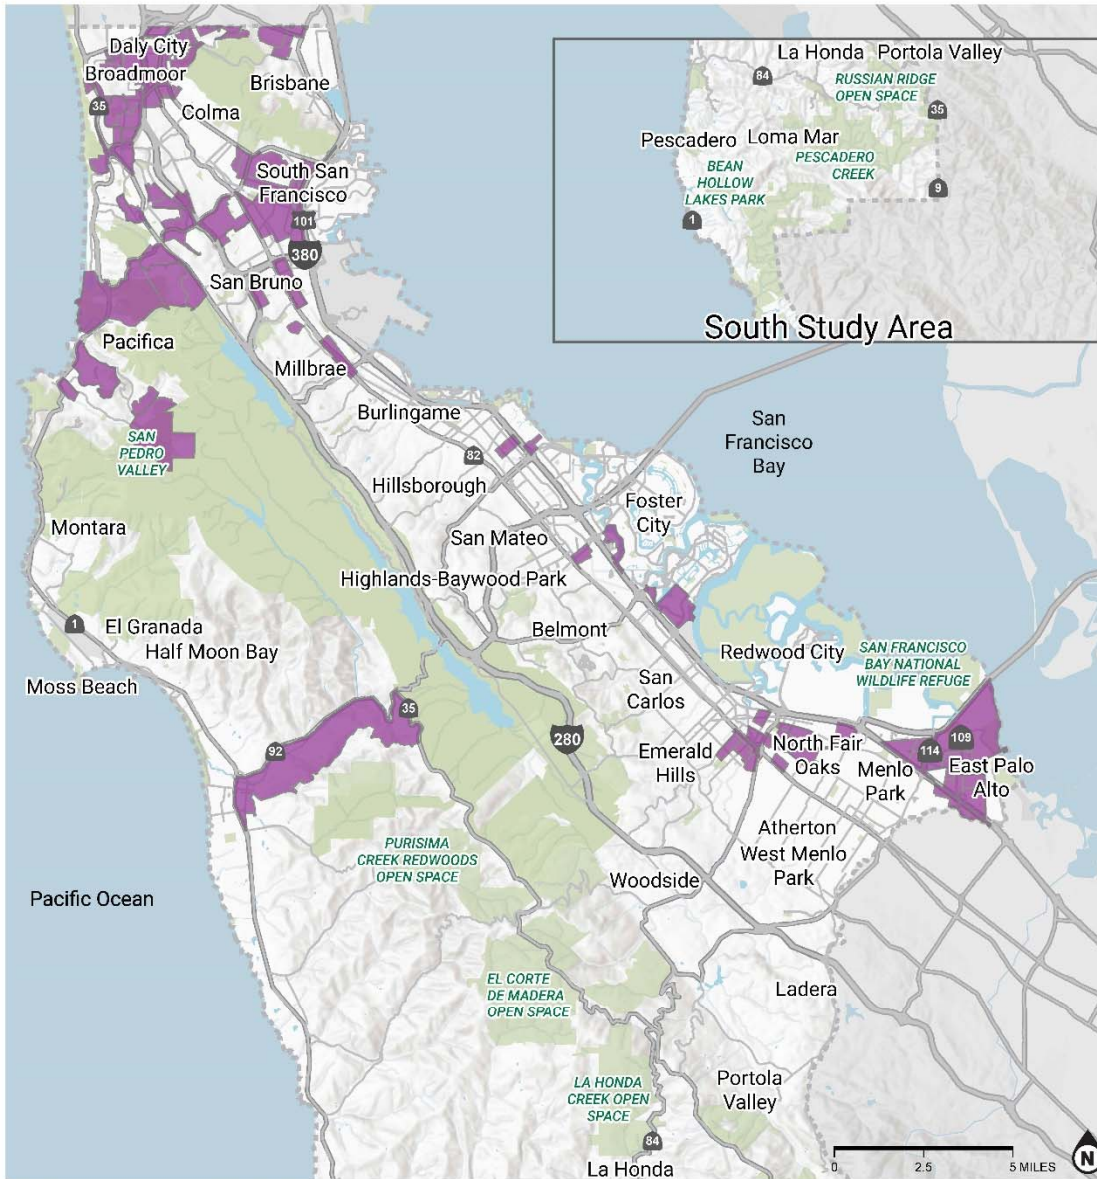 Daly City
Broadmoor
Brisbane
35
Colma
South San
Francisco
101
380
San Bruno
Pacifica
Millbrae
Burlingame
SAN
PEDRO
VALLEY
82
Hillsborough
Foster
City
San
Francisco
Bay
Montara
San Mateo
Highlands-Baywood Park
1
El Granada
Half Moon Bay
Belmont
Moss Beach
Redwood City
SAN FRANCISCO
BAY NATIONAL
WILDLIFE REFUGE
San
Carlos
35
92
280
Emerald
Hills
North Fair
Oaks
114
109
Menlo
Park
East Palo
Alto
Atherton
West Menlo
Park
PURISIMA
CREEK REDWOODS
OPEN SPACE
Woodside
Pacific Ocean
EL CORTE
DE MADERA
OPEN SPACE
Ladera
LA HONDA
CREEK OPEN
SPACE
Portola
Valley
84
La Honda
0
2.5
5 MILES
N
La Honda
Portola Valley
84
RUSSIAN RIDGE
OPEN SPACE
35
Pescadero
Loma Mar
BEAN
HOLLOW
LAKES PARK
PESCADERO
CREEK
9
1
South Study Area